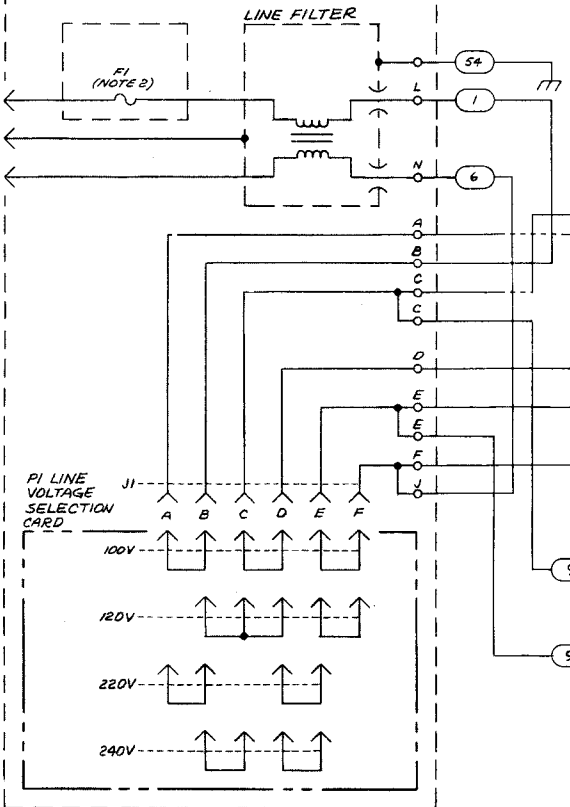 LINE FILTER
F1
(NOTE 2)
54
L
1
N
6
A
B
C
C
D
E
E
F
J
J1
P1 LINE
VOLTAGE
SELECTION
CARD
A B C D E F
100V
120V
220V
240V